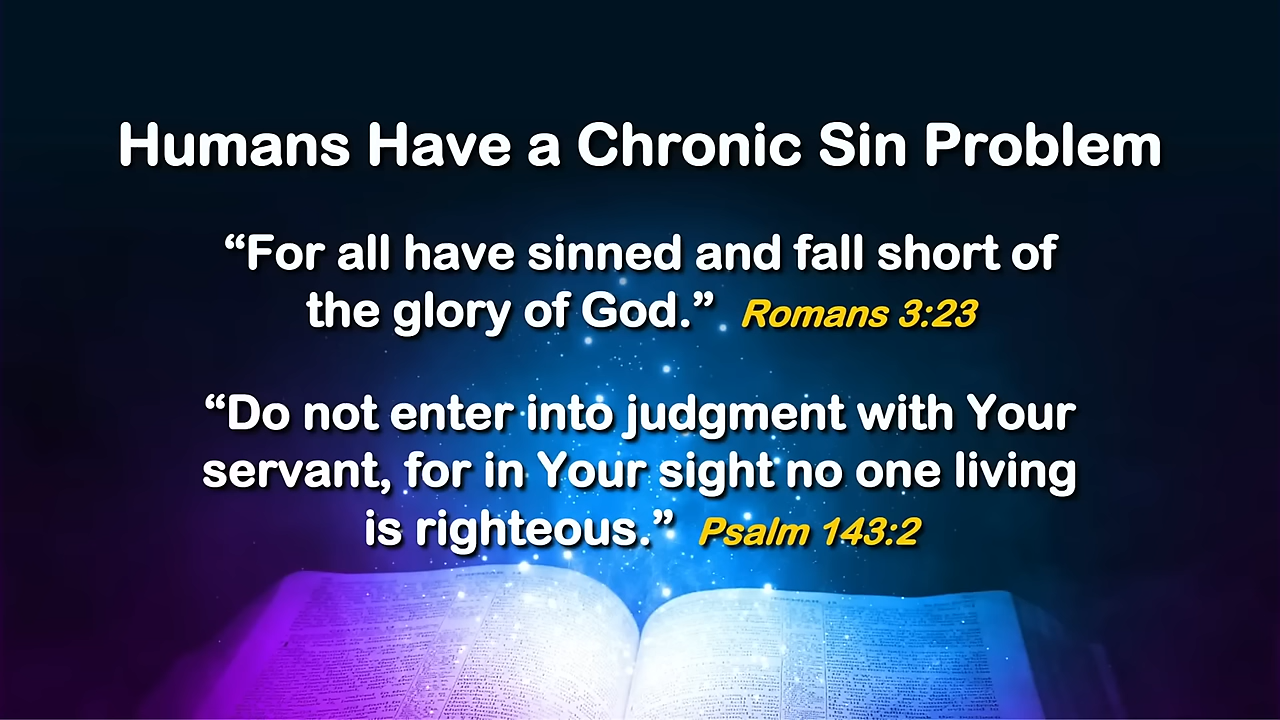 Humans Have a Chronic Sin Problem
“For all have sinned and fall short of
the glory of God.” Romans 3:23
“Do not enter into judgment with Your
servant, for in Your sight no one living
is righteous.” Psalm 143:2